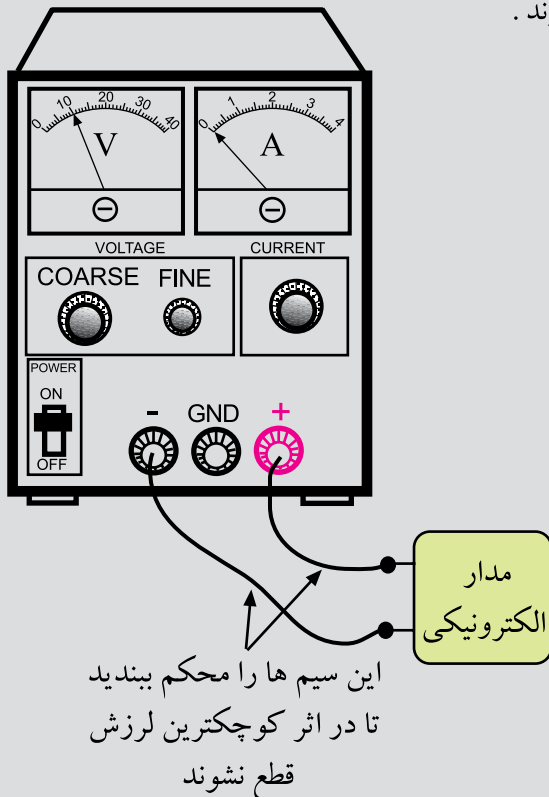 وند .
0 10 20 30 40
V
0 1 2 3 4
A
VOLTAGE
CURRENT
COARSE FINE
POWER
ON
OFF
- GND +
مدار
الکترونیکی
این سیم ها را محکم ببندید
تا در اثر کوچکترین لرزش
قطع نشوند